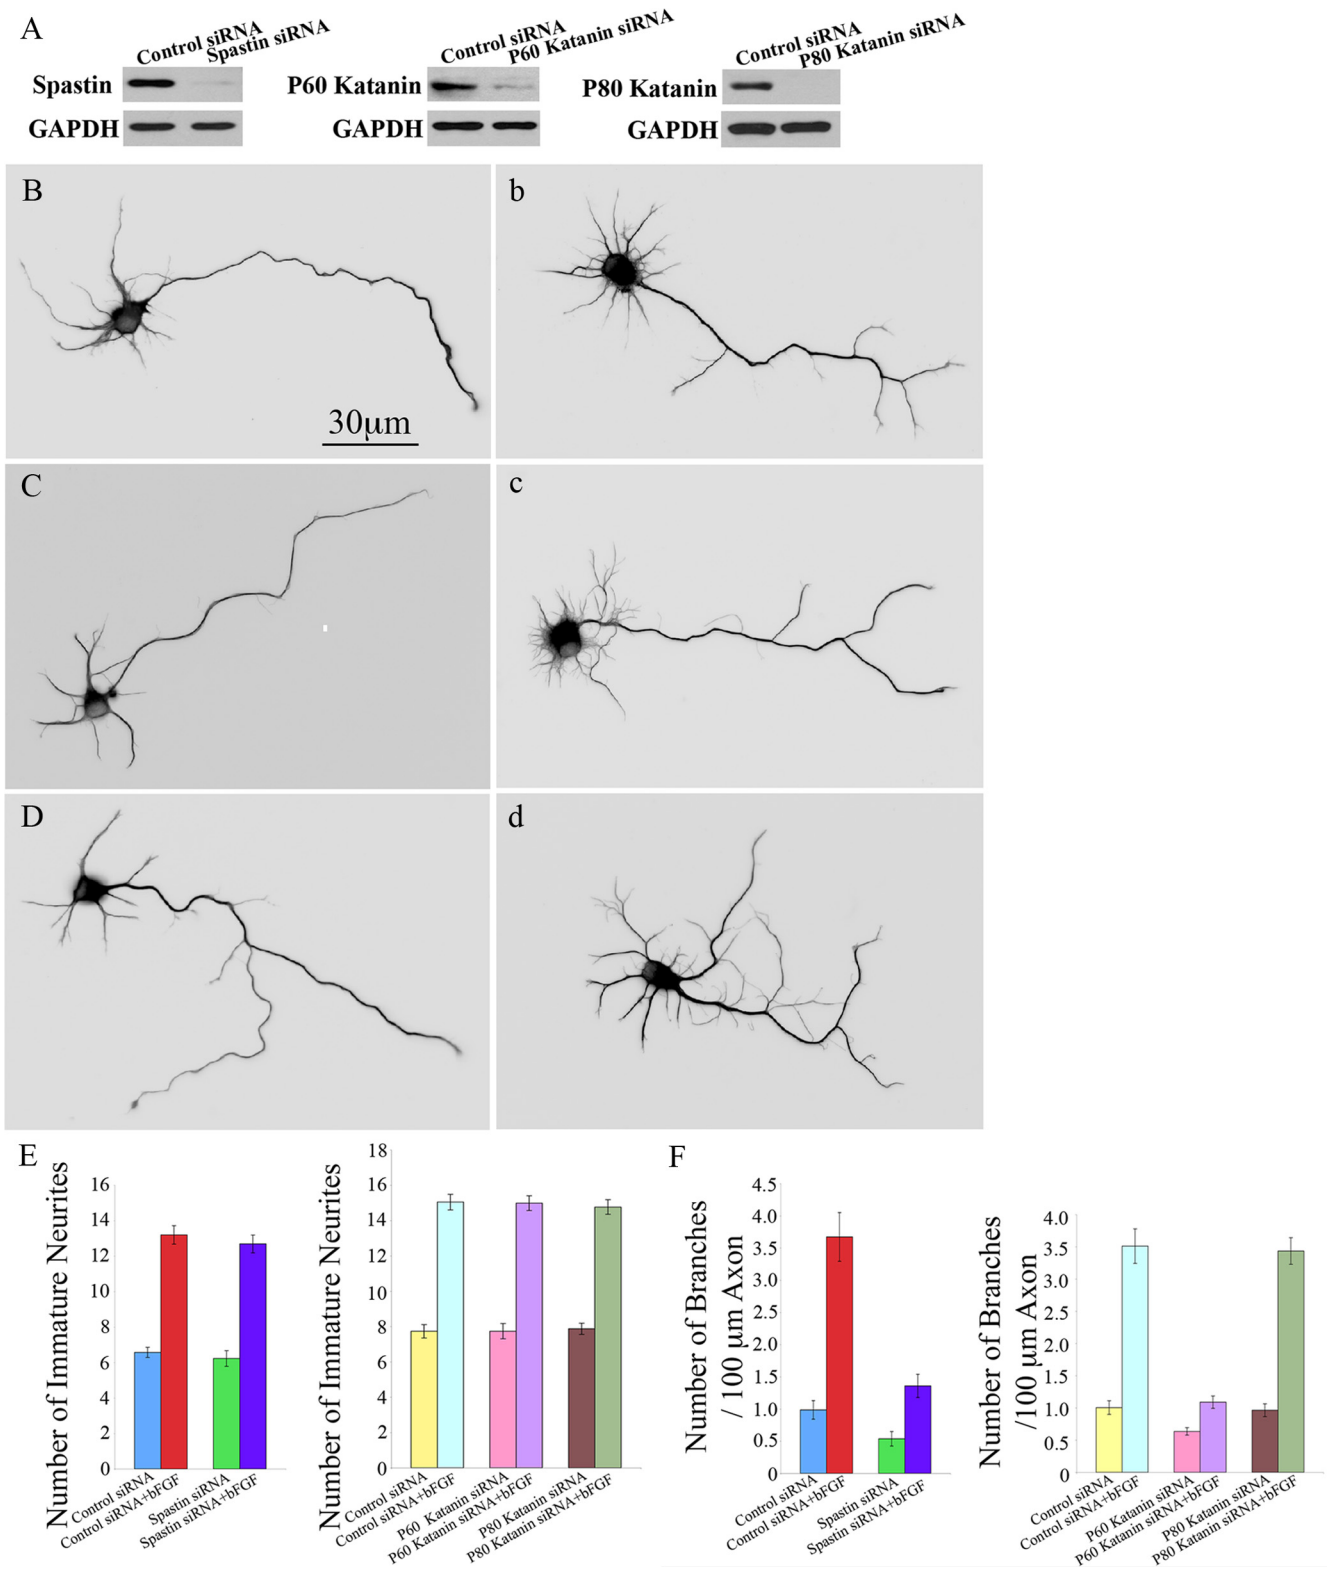 A
Control siRNA
Spastin siRNA
Control siRNA
P60 Katanin siRNA
Control siRNA
P80 Katanin siRNA
Spastin
P60 Katanin
P80 Katanin
GAPDH
GAPDH
GAPDH
B
b
30μm
C
c
D
d
E
Number of Immature Neurites
16
14
12
10
8
6
4
2
0
Control siRNA
Control siRNA+bFGF
Spastin siRNA
Spastin siRNA+bFGF
Number of Immature Neurites
18
16
14
12
10
8
6
4
2
0
Control siRNA
Control siRNA+bFGF
P60 Katanin siRNA
P60 Katanin siRNA+bFGF
P80 Katanin siRNA
P80 Katanin siRNA+bFGF
F
Number of Branches
/ 100 μm Axon
4.5
4.0
3.5
3.0
2.5
2.0
1.5
1.0
0.5
0
Control siRNA
Control siRNA+bFGF
Spastin siRNA
Spastin siRNA+bFGF
Number of Branches
/100 μm Axon
4.0
3.5
3.0
2.5
2.0
1.5
1.0
0.5
0
Control siRNA
Control siRNA+bFGF
P60 Katanin siRNA
P60 Katanin siRNA+bFGF
P80 Katanin siRNA
P80 Katanin siRNA+bFGF